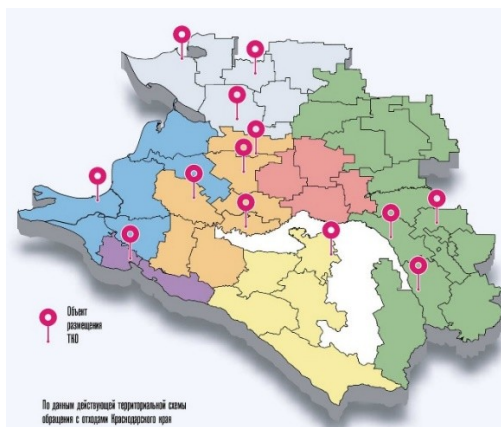 Объект
размещения
ТКО
По данным действующей территориальной схемы
обращения с отходами Краснодарского края